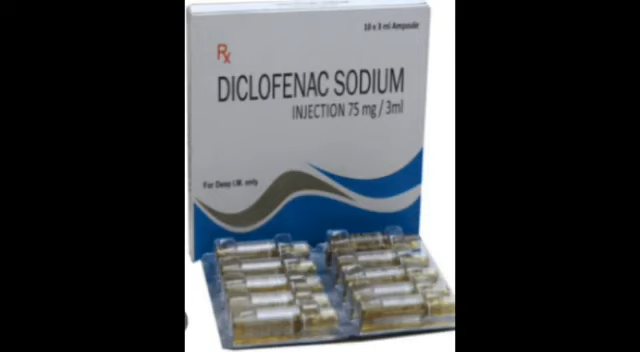 10 x 3 ml Ampoule
Rx
DICLOFENAC SODIUM
INJECTION 75 mg / 3ml
For Deep I.M. only